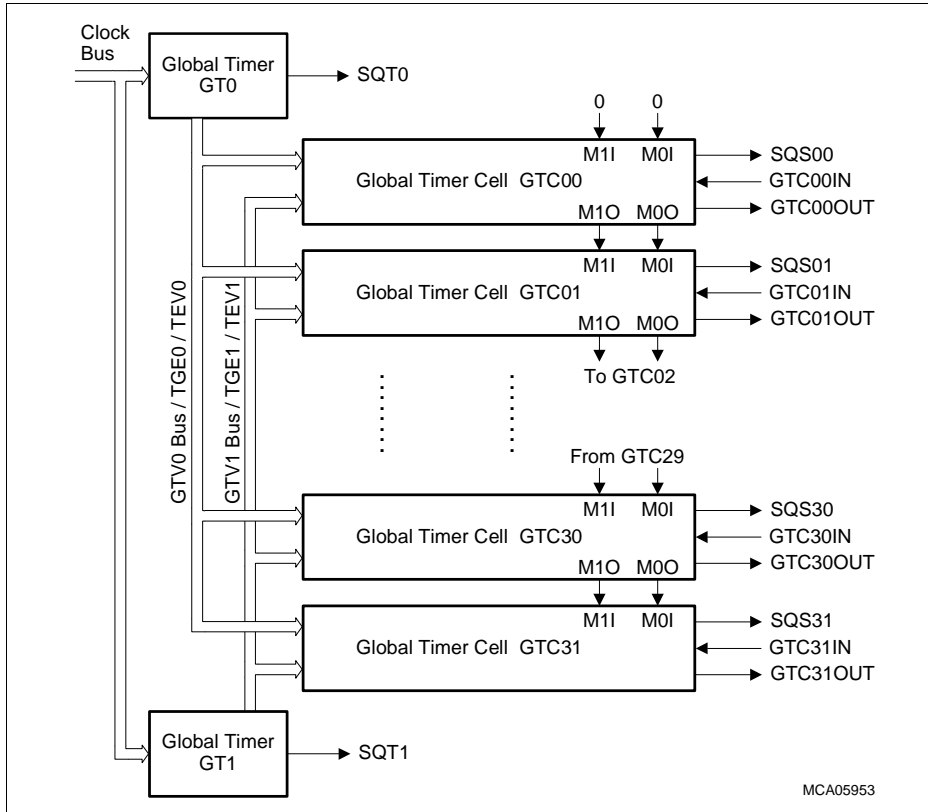 Clock
Bus
Global Timer
GT0
SQT0
0 0
M1I M0I
Global Timer Cell GTC00
M1O M0O
SQS00
GTC00IN
GTC00OUT
M1I M0I
Global Timer Cell GTC01
M1O M0O
SQS01
GTC01IN
GTC01OUT
To GTC02
GTV0 Bus / TGE0 / TEV0
GTV1 Bus / TGE1 / TEV1
From GTC29
M1I M0I
Global Timer Cell GTC30
M1O M0O
SQS30
GTC30IN
GTC30OUT
M1I M0I
Global Timer Cell GTC31
SQS31
GTC31IN
GTC31OUT
Global Timer
GT1
SQT1
MCA05953